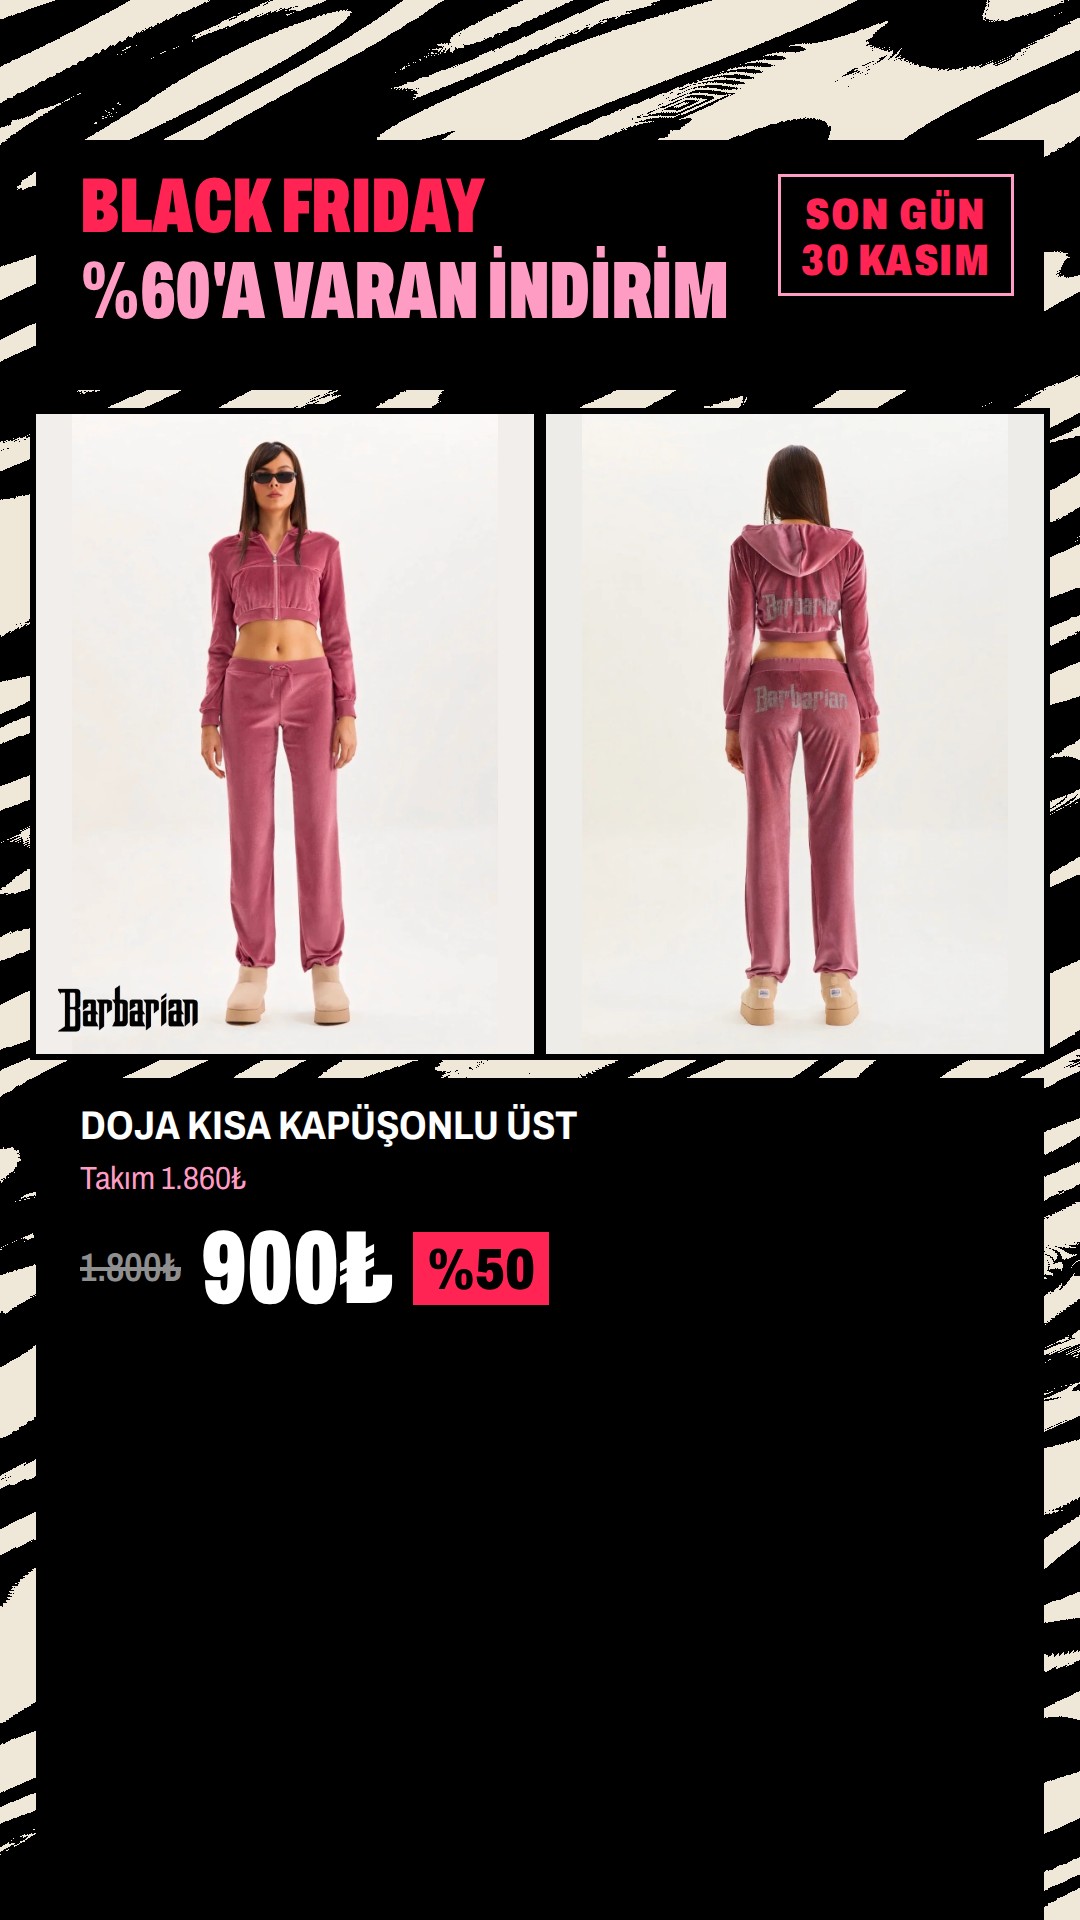 BLACK FRIDAY
%60'A VARAN İNDİRİM
SON GÜN
30 KASIM
Barbarian
Barbarian
Barbarian
DOJA KISA KAPÜŞONLU ÜST
Takım 1.860₺
1.800₺ 900₺ %50